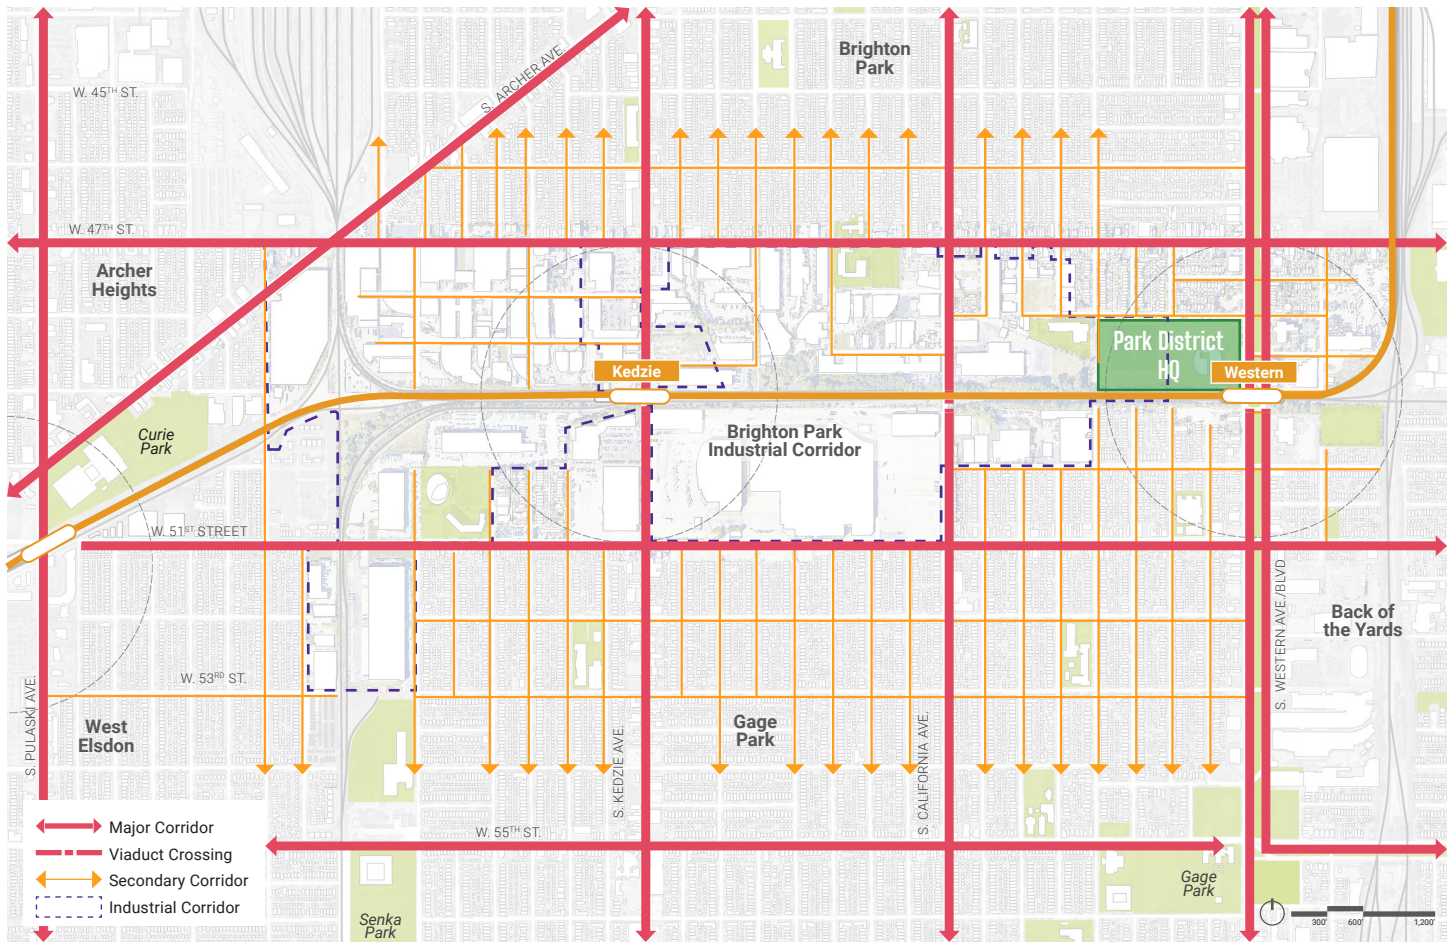 Brighton
Park
S. ARCHER AVE.
W. 45TH ST.
W. 47TH ST.
Archer
Heights
Park District
HQ
Kedzie
Western
Curie
Park
Brighton Park
Industrial Corridor
W. 51ST STREET
S. WESTERN AVE./BLVD
Back of
the Yards
W. 53RD ST.
S. PULASKI AVE.
West
Elsdon
Gage
Park
S. KEDZIE AVE.
S. CALIFORNIA AVE.
Major Corridor
Viaduct Crossing
Secondary Corridor
Industrial Corridor
W. 55TH ST.
Senka
Park
Gage
Park
300' 600' 1,200'